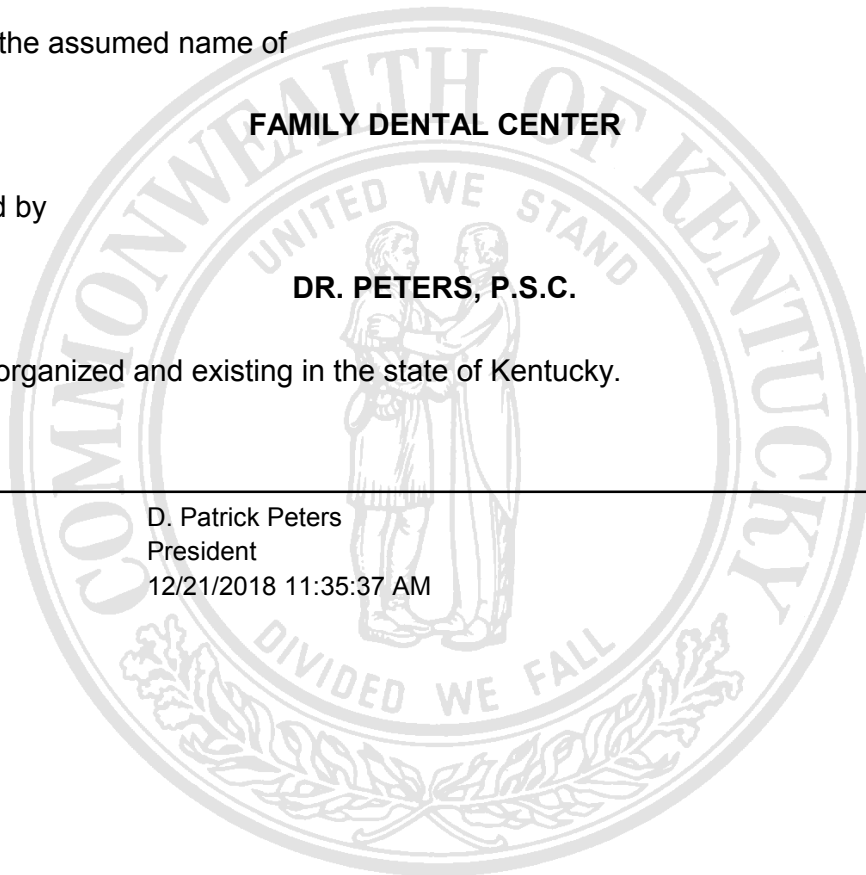 the assumed name of
FAMILY DENTAL CENTER
d by
DR. PETERS, P.S.C.
organized and existing in the state of Kentucky.
D. Patrick Peters
President
12/21/2018 11:35:37 AM
COMMONWEALTH OF KENTUCKY
UNITED WE STAND
DIVIDED WE FALL